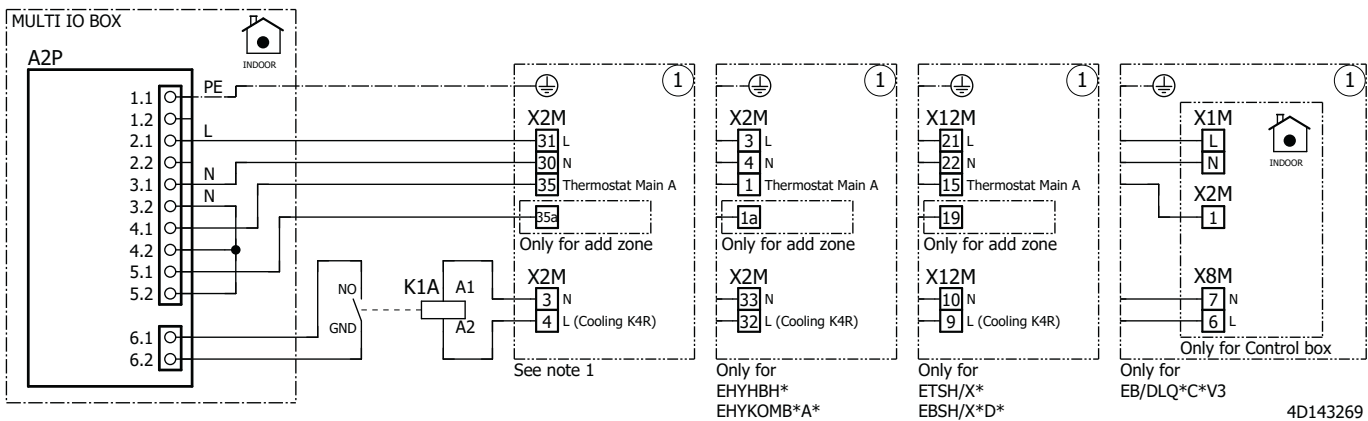 MULTI IO BOX
INDOOR
A2P
1.1
1.2
2.1
2.2
3.1
3.2
4.1
4.2
5.1
5.2
6.1
6.2
PE
L
N
N
NO
GND
K1A
A1
A2
1
X2M
31 L
30 N
35 Thermostat Main A
35a
Only for add zone
X2M
3 N
4 L (Cooling K4R)
See note 1
1
X2M
3 L
4 N
1 Thermostat Main A
1a
Only for add zone
X2M
33 N
32 L (Cooling K4R)
Only for
EHYHBH*
EHYKOMB*A*
1
X12M
21 L
22 N
15 Thermostat Main A
19
Only for add zone
X12M
10 N
9 L (Cooling K4R)
Only for
ETSH/X*
EBSH/X*D*
1
X1M
L
N
INDOOR
X2M
1
X8M
7 N
6 L
Only for Control box
Only for
EB/DLQ*C*V3
4D143269